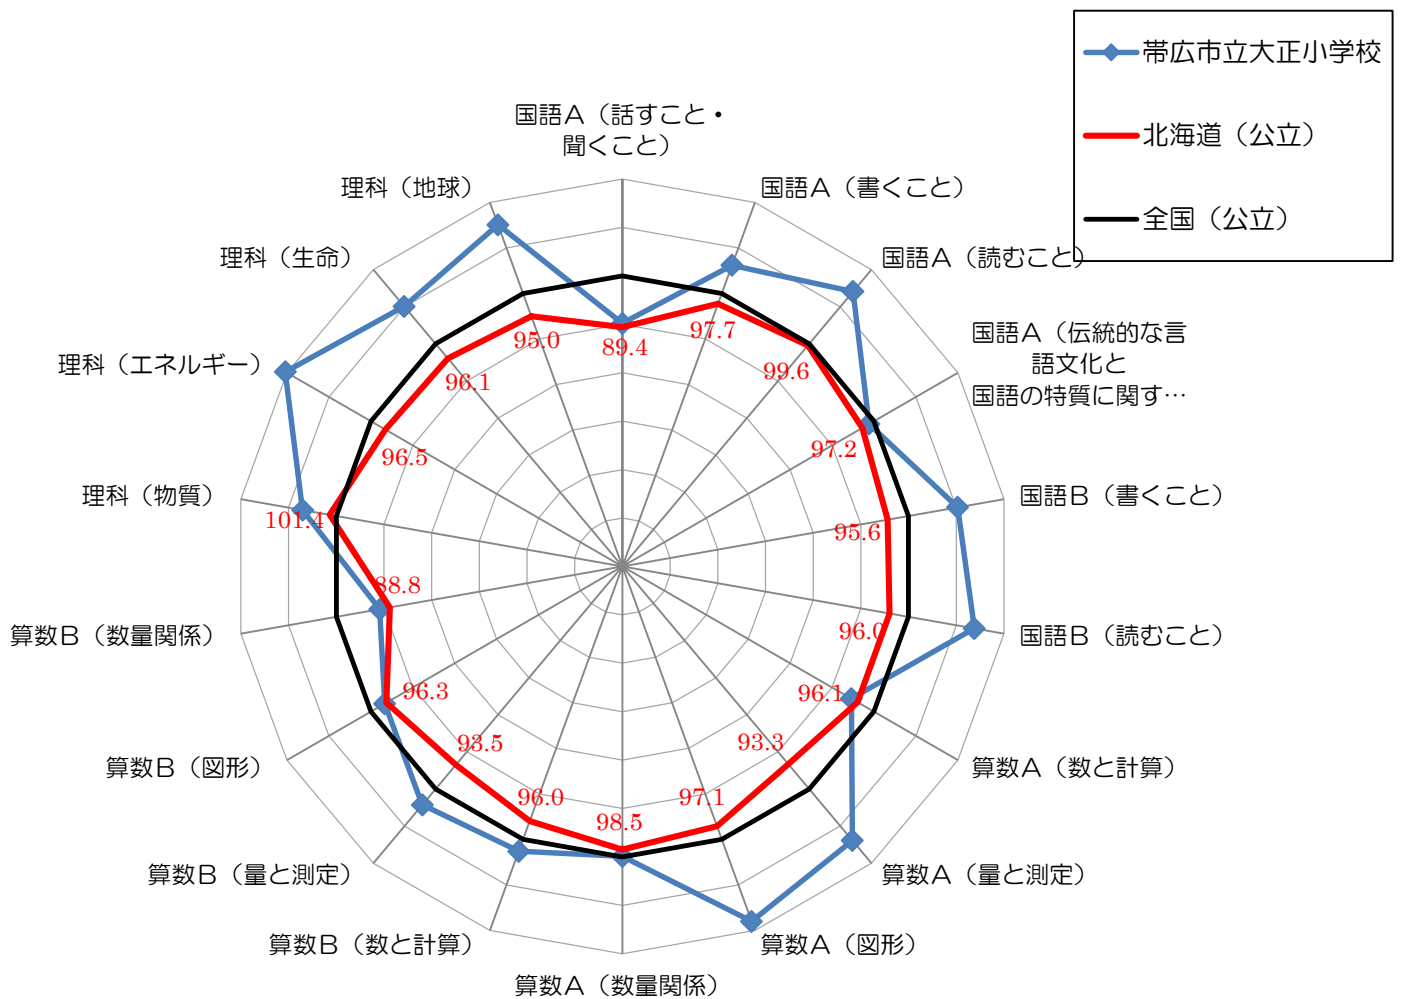 帯広市立大正小学校
北海道（公立）
全国（公立）
国語Ａ（話すこと・
聞くこと）
国語Ａ（書くこと）
国語Ａ（読むこと）
国語Ａ（伝統的な言
語文化と
国語の特質に関す…
国語Ｂ（書くこと）
国語Ｂ（読むこと）
算数Ａ（数と計算）
算数Ａ（量と測定）
算数Ａ（図形）
算数Ａ（数量関係）
算数Ｂ（数と計算）
算数Ｂ（量と測定）
算数Ｂ（図形）
算数Ｂ（数量関係）
理科（物質）
理科（エネルギー）
理科（生命）
理科（地球）
89.4
97.7
99.6
97.2
95.6
96.0
96.1
93.3
97.1
98.5
96.0
93.5
96.3
88.8
101.4
96.5
96.1
95.0